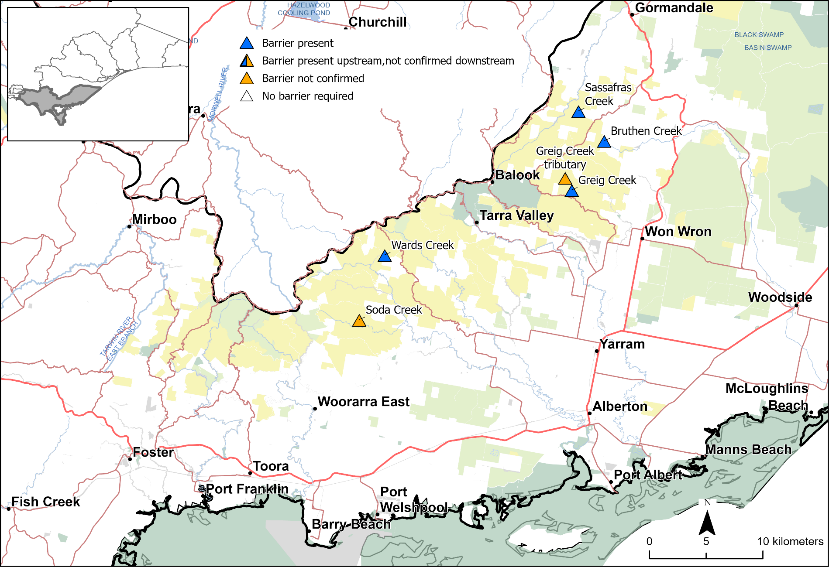 HAZELWOOD
COOLING POND
Churchill
Gormandale
BLACK SWAMP
BASIN SWAMP
Barrier present
Barrier present upstream,not confirmed downstream
Barrier not confirmed
No barrier required
ra
Sassafras
Creek
Bruthen Creek
Greig Creek
tributary
Greig Creek
Balook
Mirboo
Tarra Valley
Won Wron
Wards Creek
Woodside
Soda Creek
EAST BRANCH
Yarram
McLoughlins
Beach
Woorarra East
Alberton
Manns Beach
Foster
Toora
Port Albert
Port Franklin
Port
Welshpool
Fish Creek
Barry Beach
N
0 5 10 kilometers